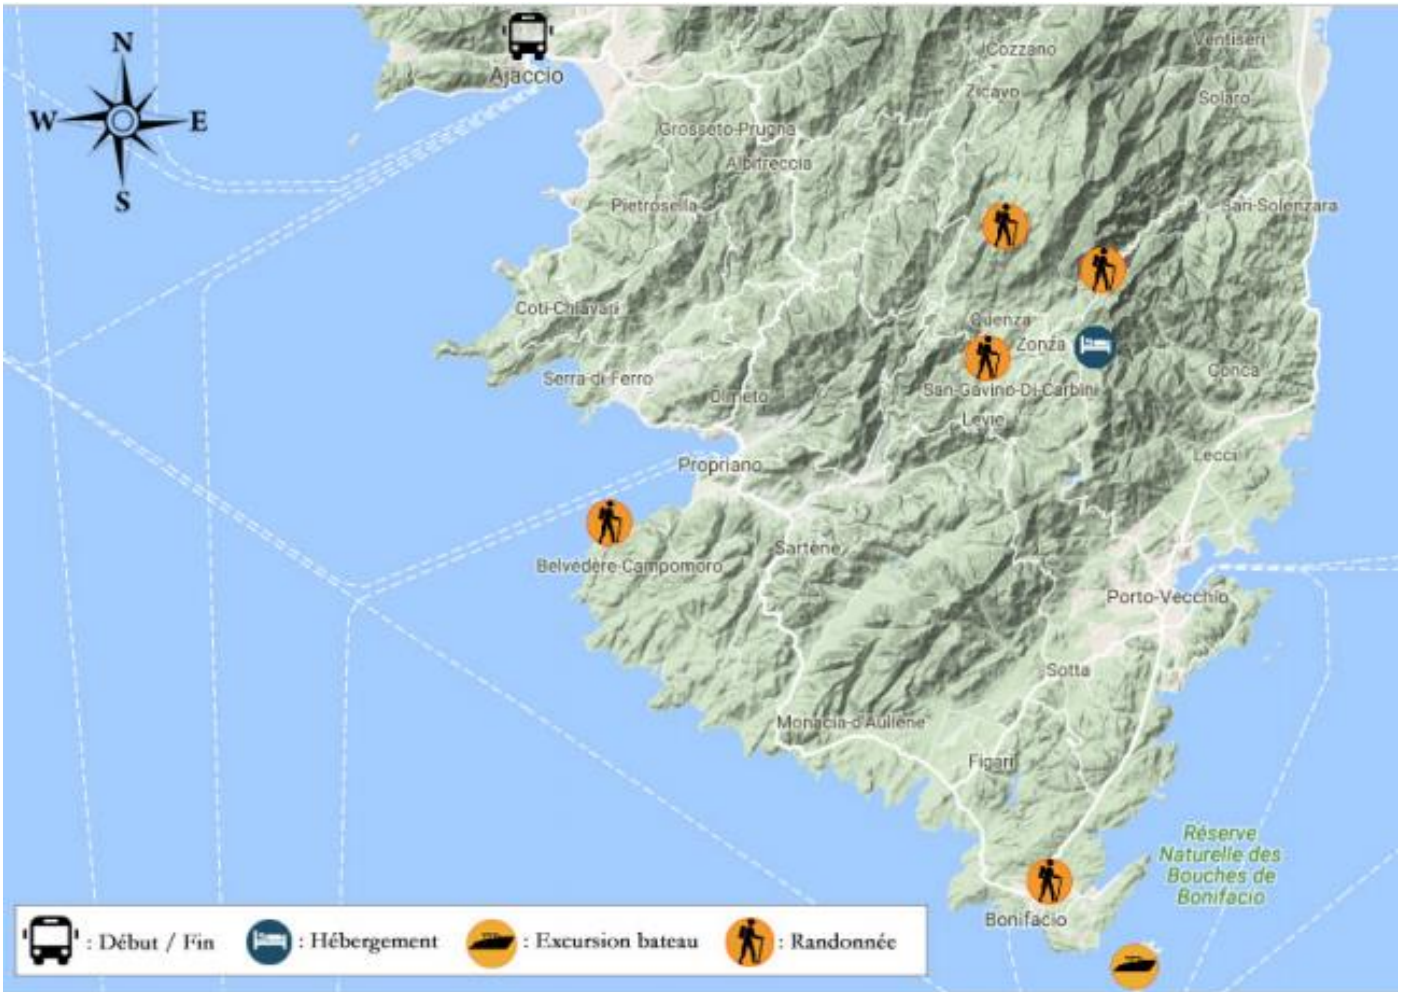 N
W
E
S
Ajaccio
Cozzano
Ventiseri
Zicavo
Solaro
Grosseto-Prugna
Albitreccia
Pietrosella
Sari-Solenzara
Coti-Chiavari
Quenza
Zonza
Serra-di-Ferro
Conca
San-Gavino-Di-Carbini
Olmeto
Levie
Lecci
Propriano
Sartène
Belvédère-Campomoro
Porto-Vecchio
Sotta
Monacia-d'Aullène
Figari
Réserve
Naturelle des
Bouches de
Bonifacio
Bonifacio
: Début / Fin
: Hébergement
: Excursion bateau
: Randonnée